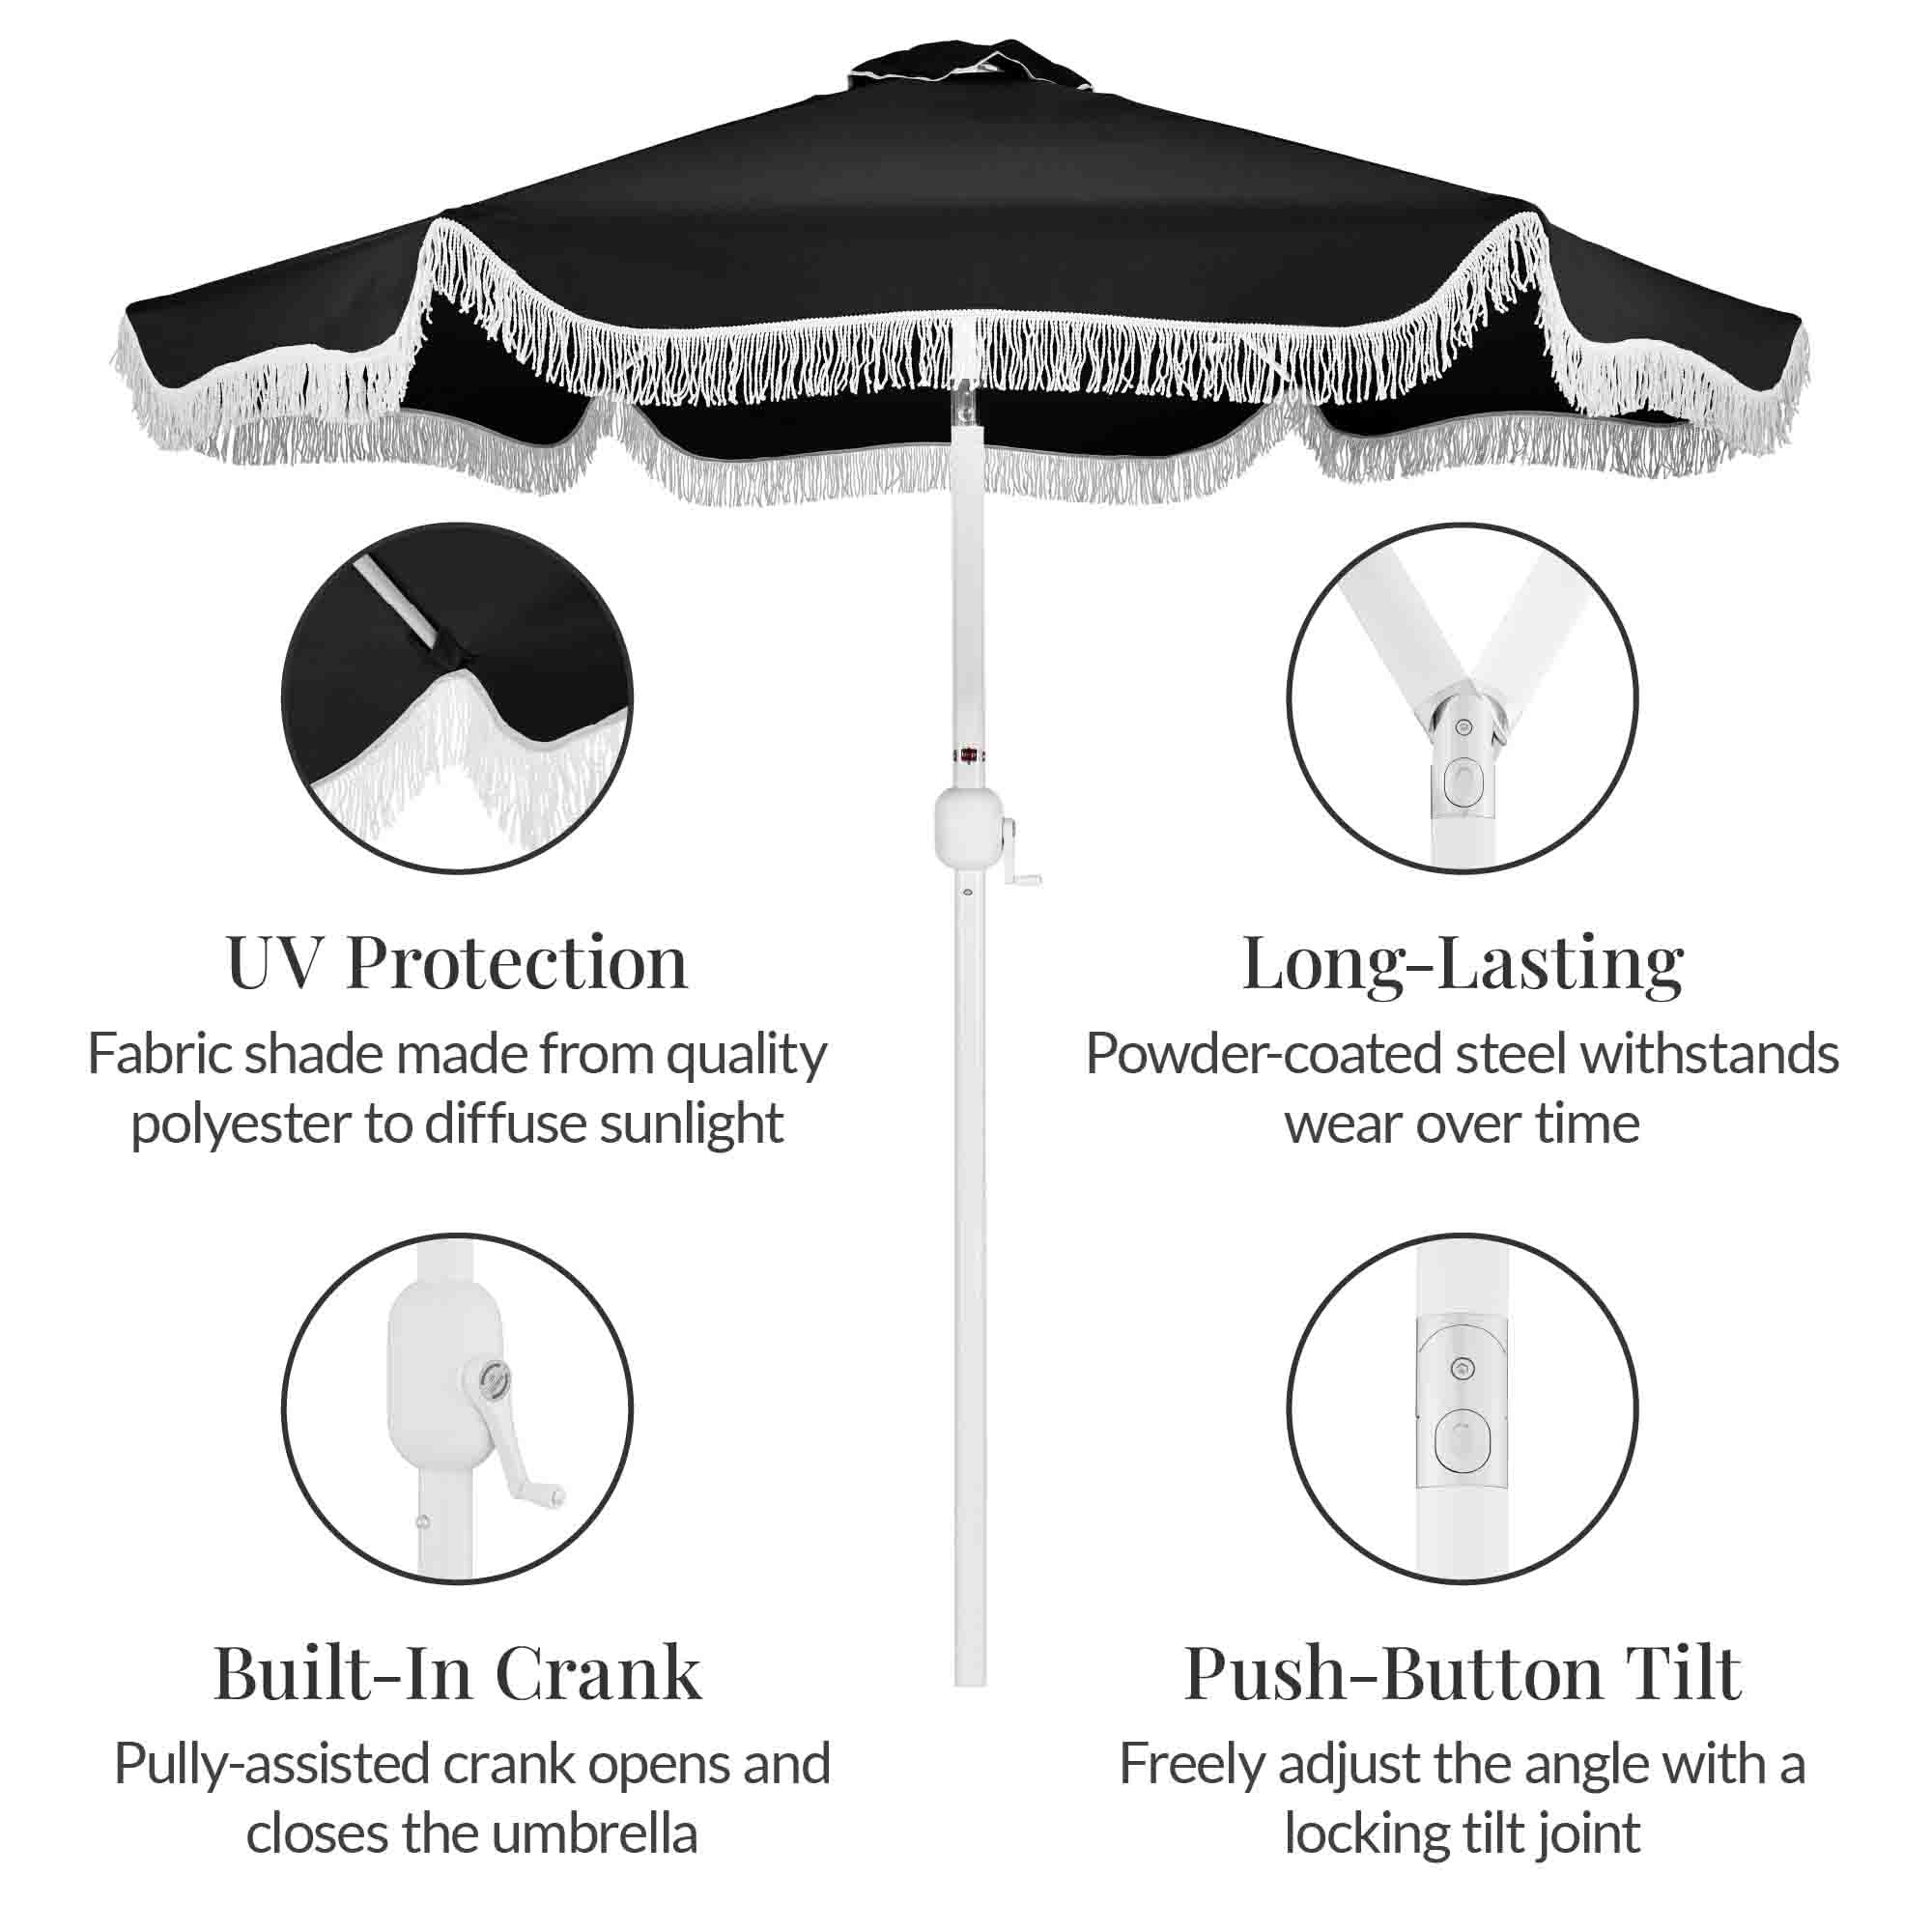 UV Protection
Fabric shade made from quality
polyester to diffuse sunlight
Long-Lasting
Powder-coated steel withstands
wear over time
Built-In Crank
Pully-assisted crank opens and
closes the umbrella
Push-Button Tilt
Freely adjust the angle with a
locking tilt joint